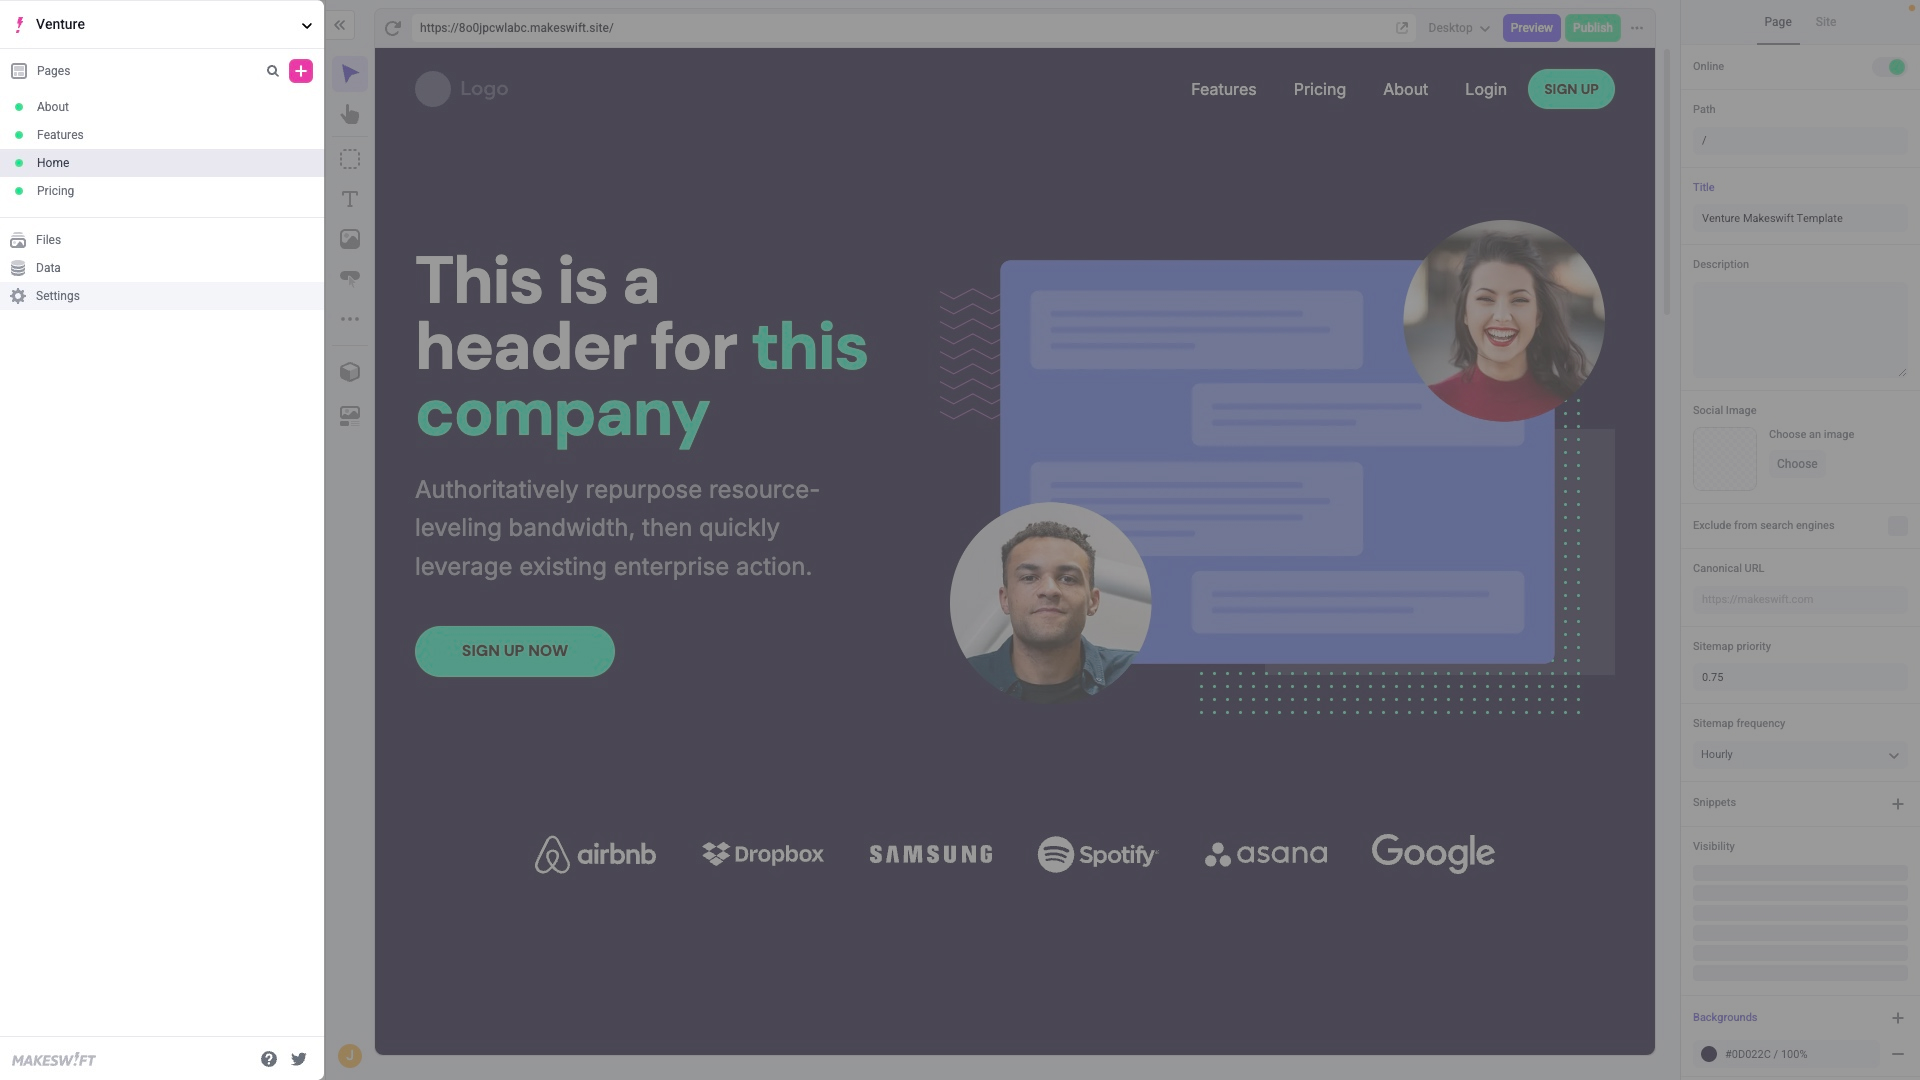 Venture
Pages
About
Features
Home
Pricing
Files
Data
Settings
MAKESW!FT
J
https://8o0jpcwlabc.makeswift.site/
Desktop
Preview
Publish
Logo
Features
Pricing
About
Login
SIGN UP
This is a
header for this
company
Authoritatively repurpose resource-
leveling bandwidth, then quickly
leverage existing enterprise action.
SIGN UP NOW
airbnb
Dropbox
SAMSUNG
Spotify
asana
Google
Page
Site
Online
Path
/
Title
Venture Makeswift Template
Description
Social Image
Choose an image
Choose
Exclude from search engines
Canonical URL
https://makeswift.com
Sitemap priority
0.75
Sitemap frequency
Hourly
Snippets
Visibility
Backgrounds
#0D022C / 100%